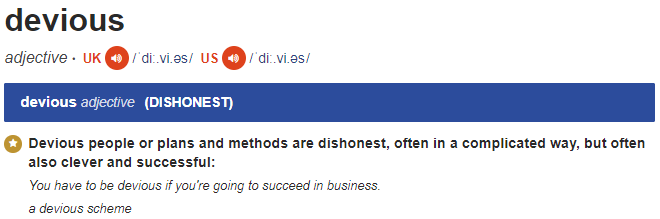 devious
adjective · UK /ˈdiː.vi.əs/ US /ˈdiː.vi.əs/
devious adjective (DISHONEST)
Devious people or plans and methods are dishonest, often in a complicated way, but often
also clever and successful:
You have to be devious if you're going to succeed in business.
a devious scheme